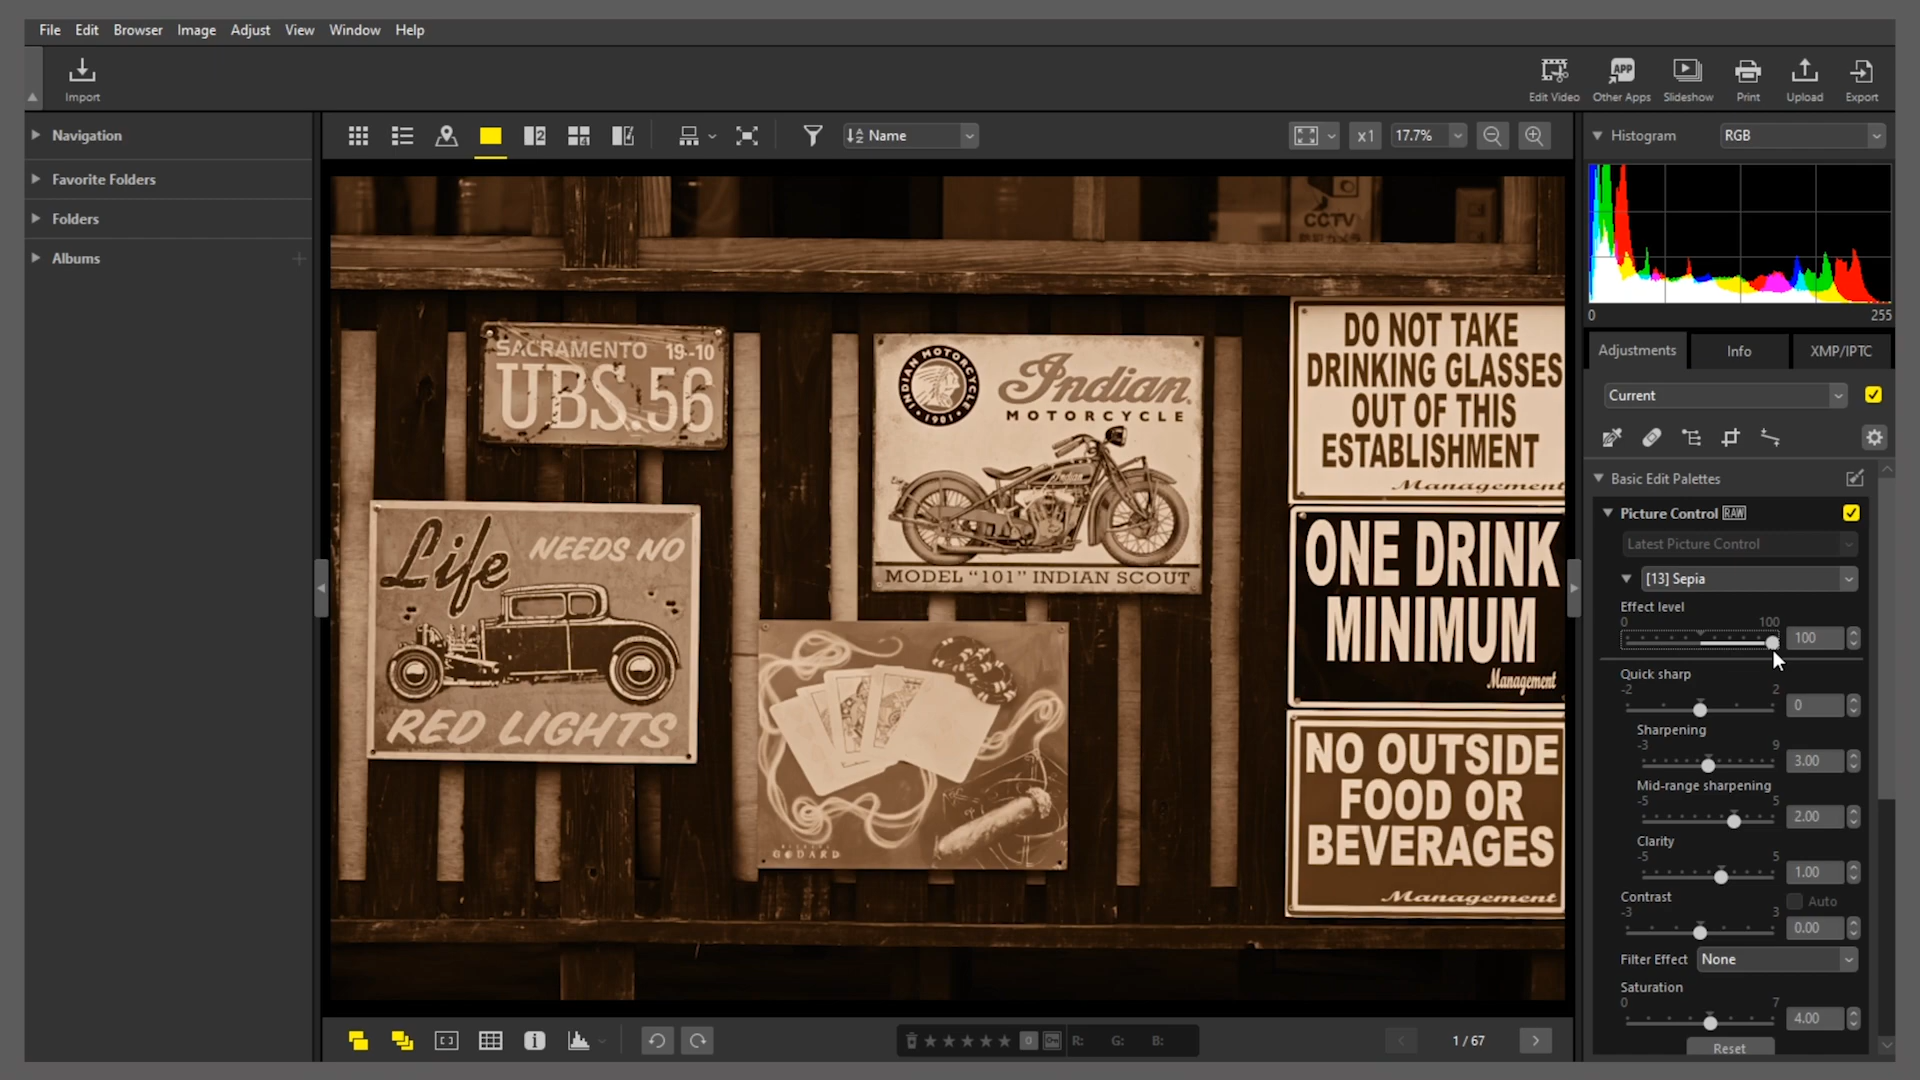 File Edit Browser Image Adjust View Window Help
Import
Edit Video Other Apps Slideshow Print Upload Export
Navigation
Favorite Folders
Folders
Albums
Name
x1
17.7%
Histogram
RGB
0
255
Adjustments
Info
XMP/IPTC
Current
Basic Edit Palettes
Picture Control RAW
Latest Picture Control
[13] Sepia
Effect level
0
100
100
Quick sharp
-2
2
0
Sharpening
-3
9
3.00
Mid-range sharpening
-5
5
2.00
Clarity
-5
5
1.00
Contrast
Auto
-3
3
0.00
Filter Effect
None
Saturation
0
7
4.00
Reset
CCTV
SACRAMENTO 19-10
UBS.56
INDIAN MOTORCYCLE
1901
Indian
MOTORCYCLE
Indian
MODEL "101" INDIAN SCOUT
Life
NEEDS NO
RED LIGHTS
GODARD
DO NOT TAKE
DRINKING GLASSES
OUT OF THIS
ESTABLISHMENT
Management
ONE DRINK
MINIMUM
Management
NO OUTSIDE
FOOD OR
BEVERAGES
Management
0
R:
G:
B:
1 / 67